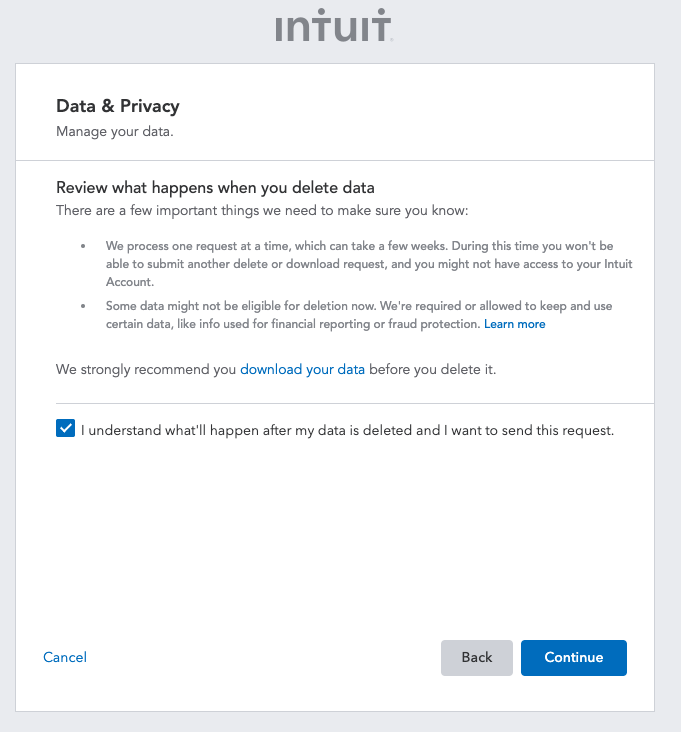 INTUIT
Data & Privacy
Manage your data.
Review what happens when you delete data
There are a few important things we need to make sure you know:
• We process one request at a time, which can take a few weeks. During this time you won't be
able to submit another delete or download request, and you might not have access to your Intuit
Account.
• Some data might not be eligible for deletion now. We're required or allowed to keep and use
certain data, like info used for financial reporting or fraud protection. Learn more
We strongly recommend you download your data before you delete it.
I understand what'll happen after my data is deleted and I want to send this request.
Cancel
Back
Continue